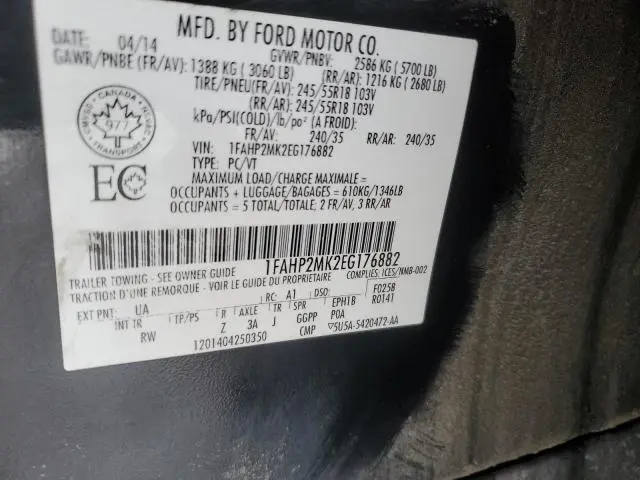 MFD. BY FORD MOTOR CO.
DATE: 04/14 GVWR/PNBV: 2586 KG ( 5700 LB)
GAWR/PNBE (FR/AV): 1388 KG ( 3060 LB) (RR/AR): 1216 KG ( 2680 LB)
TIRE/PNEU(FR/AV): 245/55R18 103V
(RR/AR): 245/55R18 103V
kPa/PSI(COLD)/lb/po² (A FROID):
FR/AV: 240/35 RR/AR: 240/35
CANADA
977
TRANSPORT
EC
VIN: 1FAHP2MK2EG176882
TYPE: PC/VT
MAXIMUM LOAD/CHARGE MAXIMALE =
OCCUPANTS + LUGGAGE/BAGAGES = 610KG/1346LB
OCCUPANTS = 5 TOTAL/TOTALE; 2 FR/AV, 3 RR/AR
1FAHP2MK2EG176882
TRAILER TOWING - SEE OWNER GUIDE COMPLIES: ICES/NMB-002
TRACTION D'UN REMORQUE - VOIR LE GUIDE DU PROPRIETAIRE
EXT PNT: UA RC: A1 DSO: F0258
R0141
INT TR TP/PS R AXLE TR SPR EPH1B
RW Z 3A J GGPP P0A
1201404250350 CMP ▽5U5A-5420472-AA